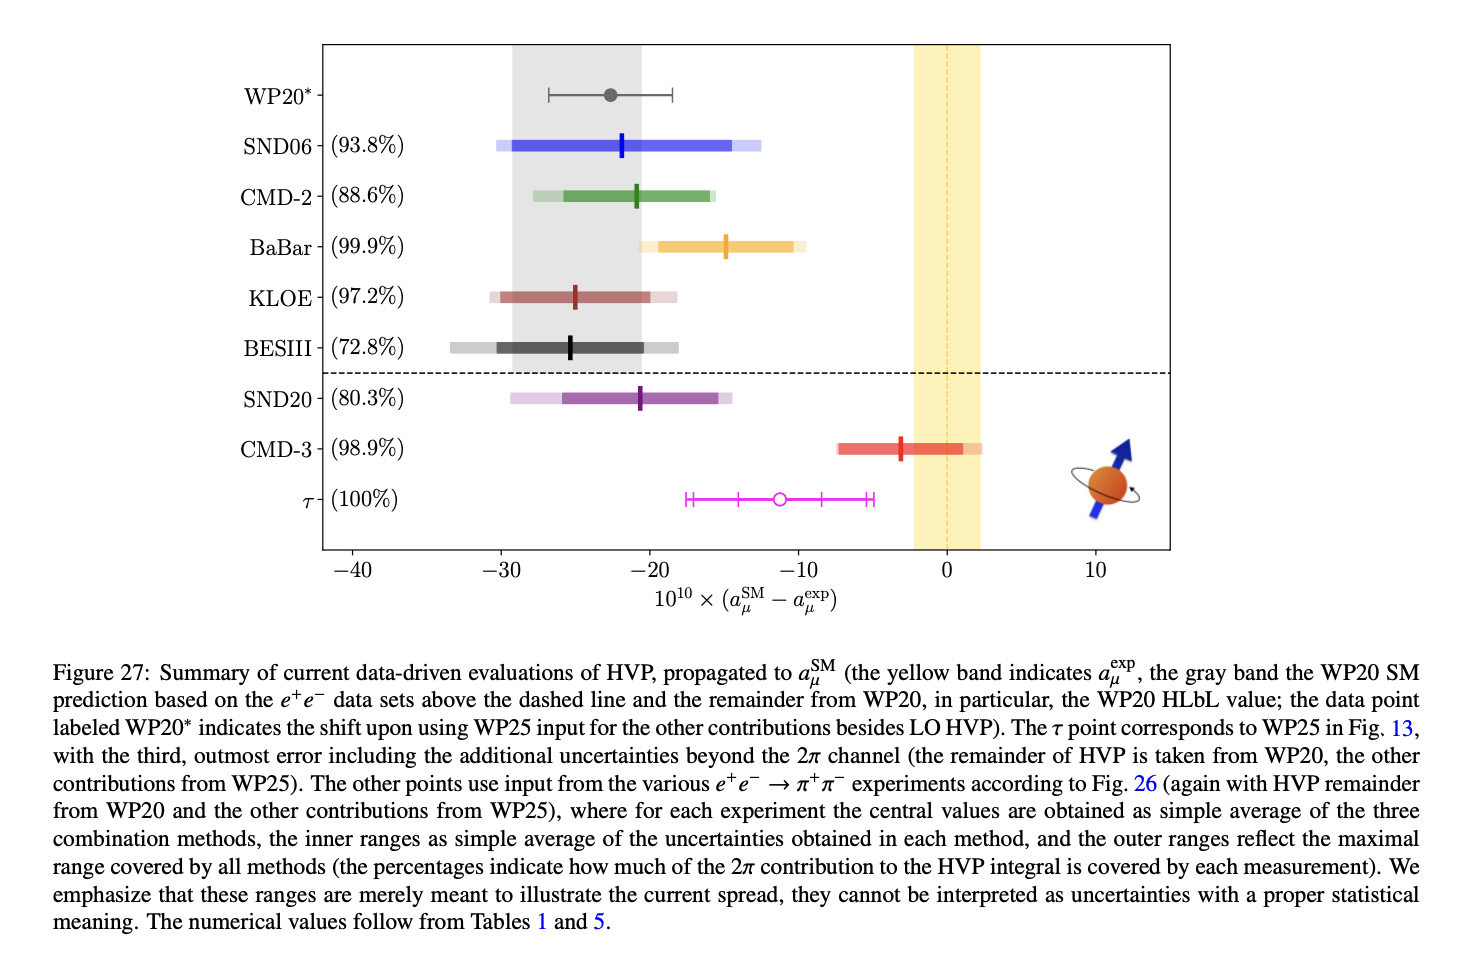 WP20*
SND06 (93.8%)
CMD-2 (88.6%)
BaBar (99.9%)
KLOE (97.2%)
BESIII (72.8%)
SND20 (80.3%)
CMD-3 (98.9%)
τ (100%)
−40 −30 −20 −10 0 10
10¹⁰ × (a_μ^SM − a_μ^exp)
Figure 27: Summary of current data-driven evaluations of HVP, propagated to a_μ^SM (the yellow band indicates a_μ^exp, the gray band the WP20 SM
prediction based on the e⁺e⁻ data sets above the dashed line and the remainder from WP20, in particular, the WP20 HLbL value; the data point
labeled WP20* indicates the shift upon using WP25 input for the other contributions besides LO HVP). The τ point corresponds to WP25 in Fig. 13,
with the third, outmost error including the additional uncertainties beyond the 2π channel (the remainder of HVP is taken from WP20, the other
contributions from WP25). The other points use input from the various e⁺e⁻ → π⁺π⁻ experiments according to Fig. 26 (again with HVP remainder
from WP20 and the other contributions from WP25), where for each experiment the central values are obtained as simple average of the three
combination methods, the inner ranges as simple average of the uncertainties obtained in each method, and the outer ranges reflect the maximal
range covered by all methods (the percentages indicate how much of the 2π contribution to the HVP integral is covered by each measurement). We
emphasize that these ranges are merely meant to illustrate the current spread, they cannot be interpreted as uncertainties with a proper statistical
meaning. The numerical values follow from Tables 1 and 5.